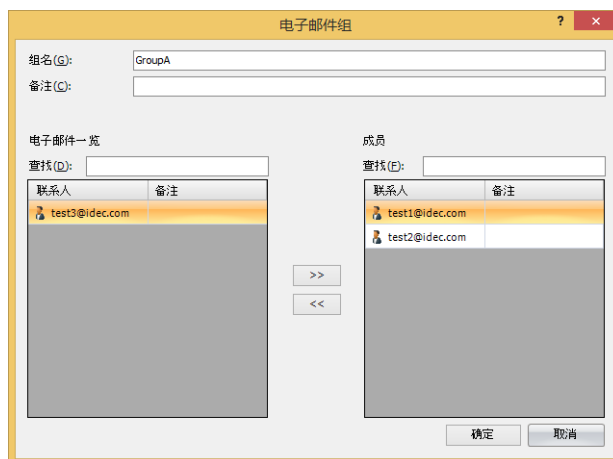 电子邮件组
?
组名(G):
GroupA
备注(C):
电子邮件一览
查找(D):
联系人 备注
test3@idec.com
>>
<<
成员
查找(F):
联系人 备注
test1@idec.com
test2@idec.com
确定 取消